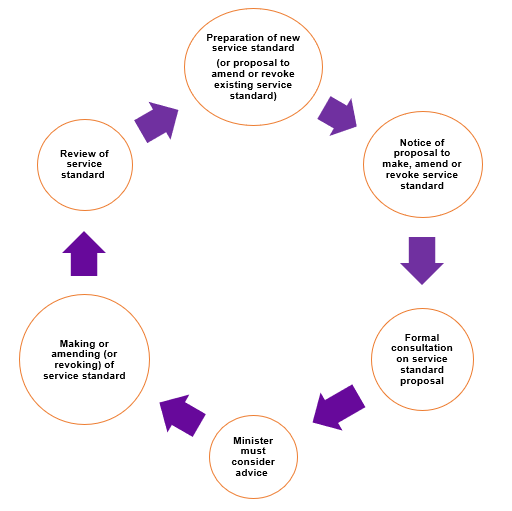 Preparation of new
service standard
(or proposal to
amend or revoke
existing service
standard)
Notice of
proposal to
make, amend or
revoke service
standard
Formal
consultation
on service
standard
proposal
Minister
must
consider
advice
Making or
amending (or
revoking) of
service standard
Review of
service
standard